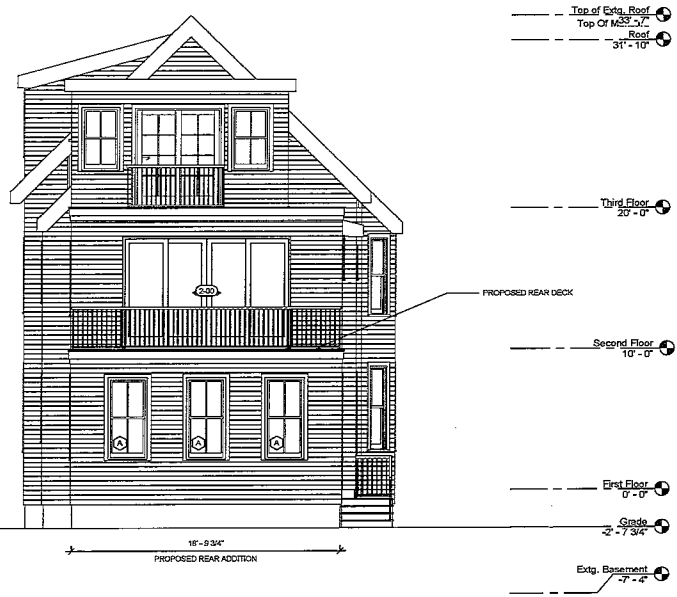 Top of Extg. Roof
33' - 7"
Top Of
Roof
31' - 10"
Third Floor
20' - 0"
2-00
PROPOSED REAR DECK
Second Floor
10' - 0"
A
A
A
First Floor
0' - 0"
Grade
-2' - 7 3/4"
18' - 9 3/4"
PROPOSED REAR ADDITION
Extg. Basement
-7' - 4"